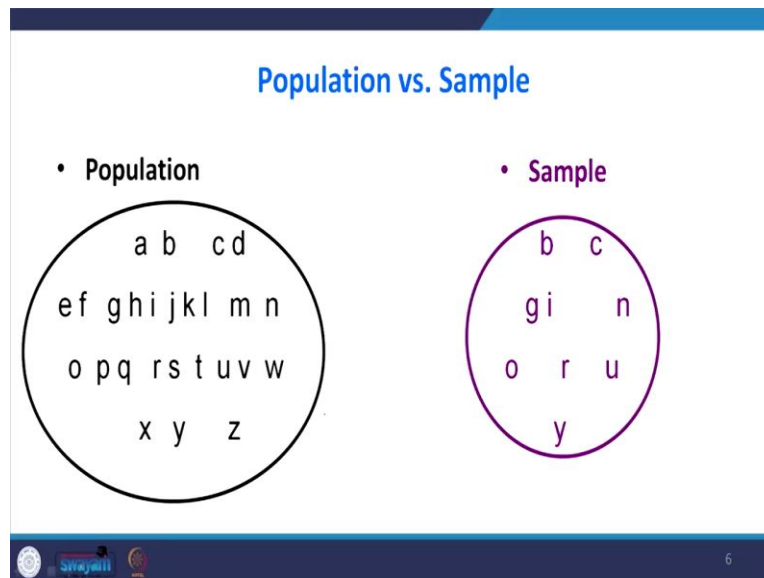 Population vs. Sample
• Population
a b c d
e f g h i j k l m n
o p q r s t u v w
x y z
• Sample
b c
g i n
o r u
y
swayam
6